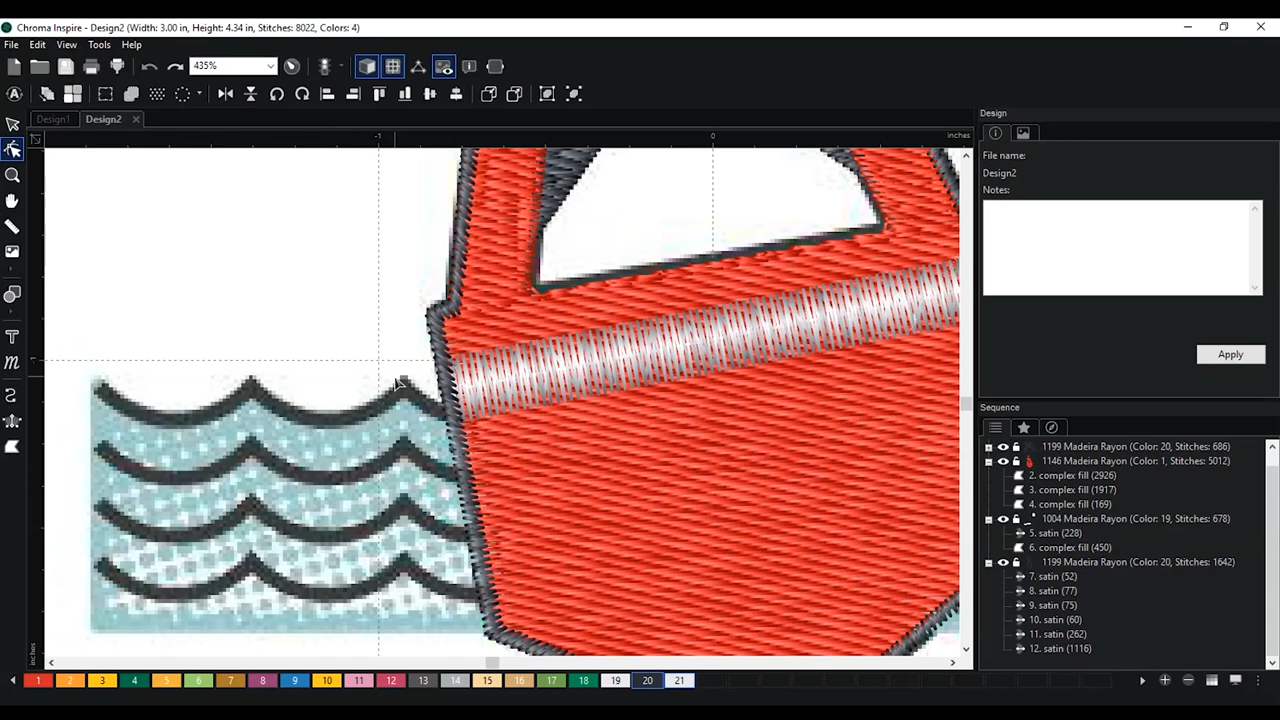 Chroma Inspire - Design2 (Width: 3.00 in, Height: 4.34 in, Stitches: 8022, Colors: 4)
File Edit View Tools Help
435%
Design1 Design2
-1 0 inches
inches
Design
File name:
Design2
Notes:
Apply
Sequence
1199 Madeira Rayon (Color: 20, Stitches: 686)
1146 Madeira Rayon (Color: 1, Stitches: 5012)
2. complex fill (2926)
3. complex fill (1917)
4. complex fill (169)
1004 Madeira Rayon (Color: 19, Stitches: 678)
5. satin (228)
6. complex fill (450)
1199 Madeira Rayon (Color: 20, Stitches: 1642)
7. satin (52)
8. satin (77)
9. satin (75)
10. satin (60)
11. satin (262)
12. satin (1116)
1 2 3 4 5 6 7 8 9 10 11 12 13 14 15 16 17 18 19 20 21